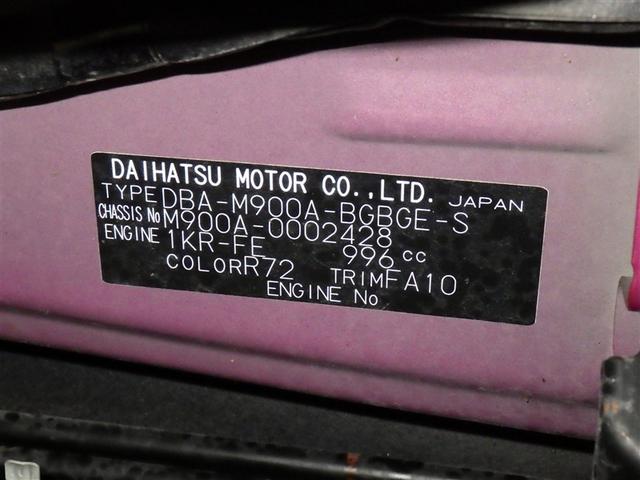 DAIHATSU MOTOR CO.,LTD. JAPAN
TYPE DBA-M900A-BGBGE-S
CHASSIS No M900A-0002428
ENGINE 1KR-FE 996 cc
COLOR R72 TRIM FA10
ENGINE No